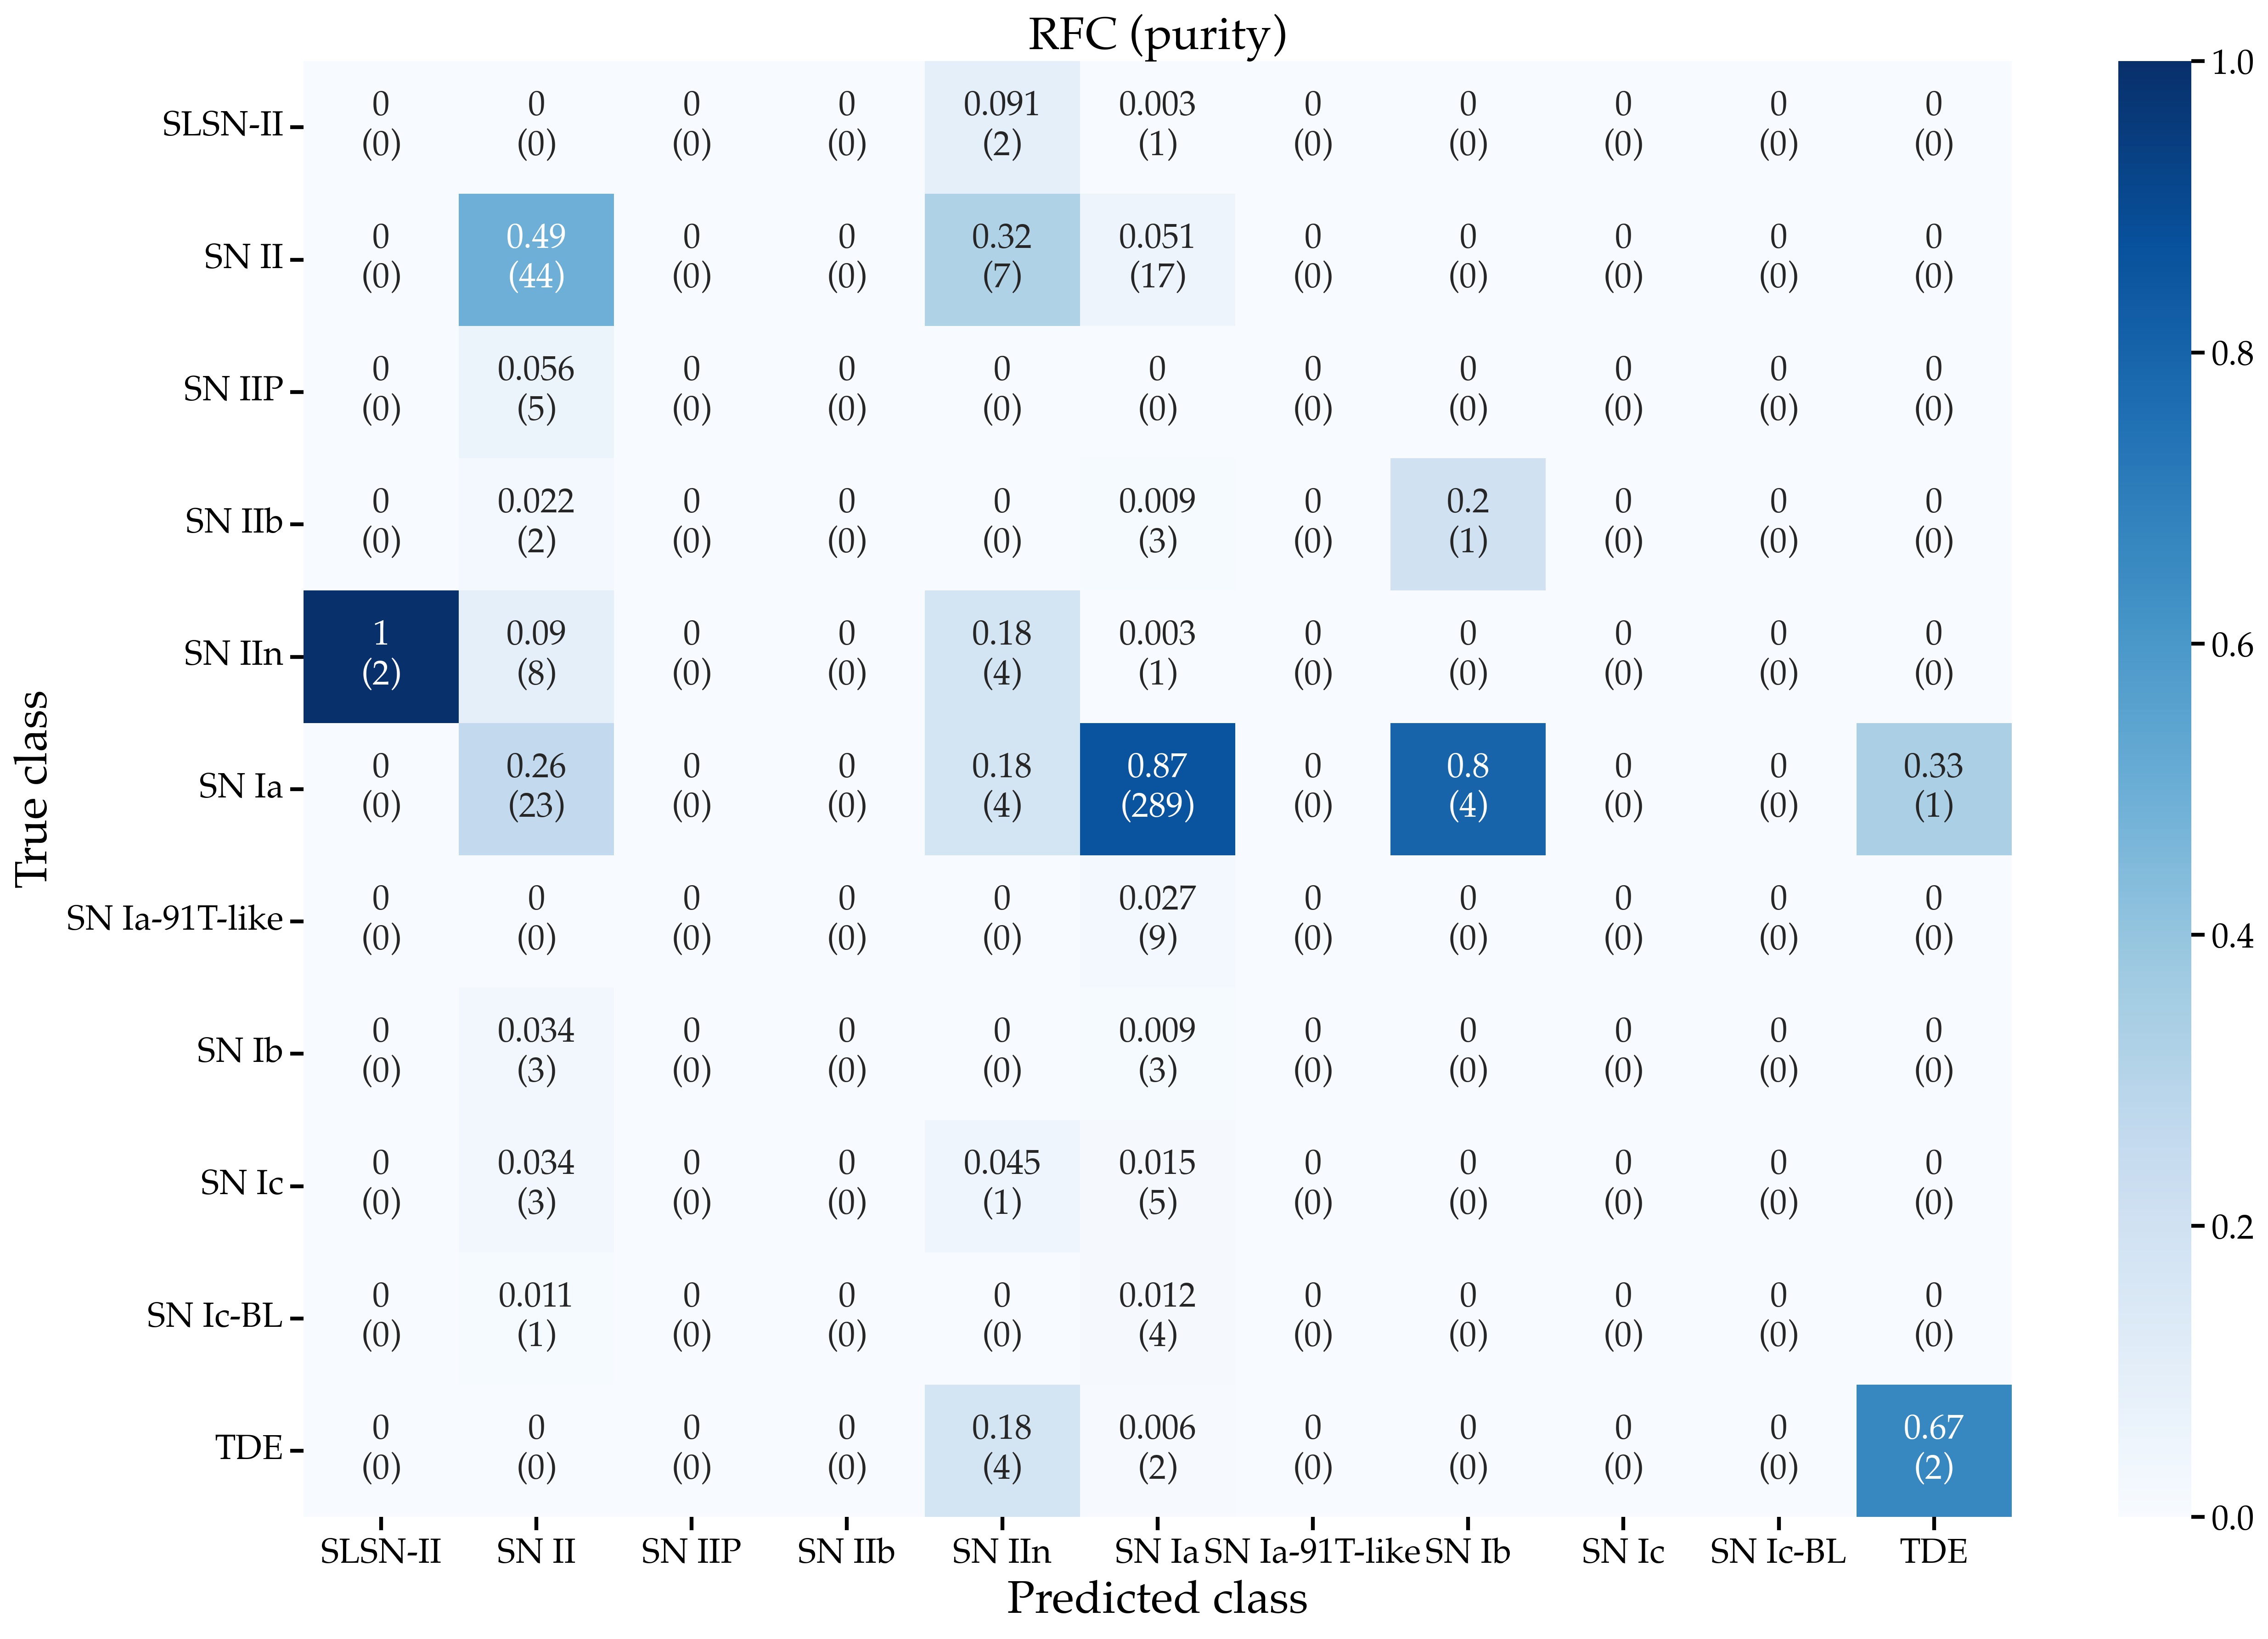 RFC (purity)
SLSN-II 0 0 0 0 0.091 0.003 0 0 0 0 0
(0) (0) (0) (0) (2) (1) (0) (0) (0) (0) (0)
SN II 0 0.49 0 0 0.32 0.051 0 0 0 0 0
(0) (44) (0) (0) (7) (17) (0) (0) (0) (0) (0)
SN IIP 0 0.056 0 0 0 0 0 0 0 0 0
(0) (5) (0) (0) (0) (0) (0) (0) (0) (0) (0)
SN IIb 0 0.022 0 0 0 0.009 0 0.2 0 0 0
(0) (2) (0) (0) (0) (3) (0) (1) (0) (0) (0)
SN IIn 1 0.09 0 0 0.18 0.003 0 0 0 0 0
(2) (8) (0) (0) (4) (1) (0) (0) (0) (0) (0)
SN Ia 0 0.26 0 0 0.18 0.87 0 0.8 0 0 0.33
(0) (23) (0) (0) (4) (289) (0) (4) (0) (0) (1)
SN Ia-91T-like 0 0 0 0 0 0.027 0 0 0 0 0
(0) (0) (0) (0) (0) (9) (0) (0) (0) (0) (0)
SN Ib 0 0.034 0 0 0 0.009 0 0 0 0 0
(0) (3) (0) (0) (0) (3) (0) (0) (0) (0) (0)
SN Ic 0 0.034 0 0 0.045 0.015 0 0 0 0 0
(0) (3) (0) (0) (1) (5) (0) (0) (0) (0) (0)
SN Ic-BL 0 0.011 0 0 0 0.012 0 0 0 0 0
(0) (1) (0) (0) (0) (4) (0) (0) (0) (0) (0)
TDE 0 0 0 0 0.18 0.006 0 0 0 0 0.67
(0) (0) (0) (0) (4) (2) (0) (0) (0) (0) (2)
SLSN-II SN II SN IIP SN IIb SN IIn SN Ia SN Ia-91T-like SN Ib SN Ic SN Ic-BL TDE
Predicted class
True class
1.0
0.8
0.6
0.4
0.2
0.0